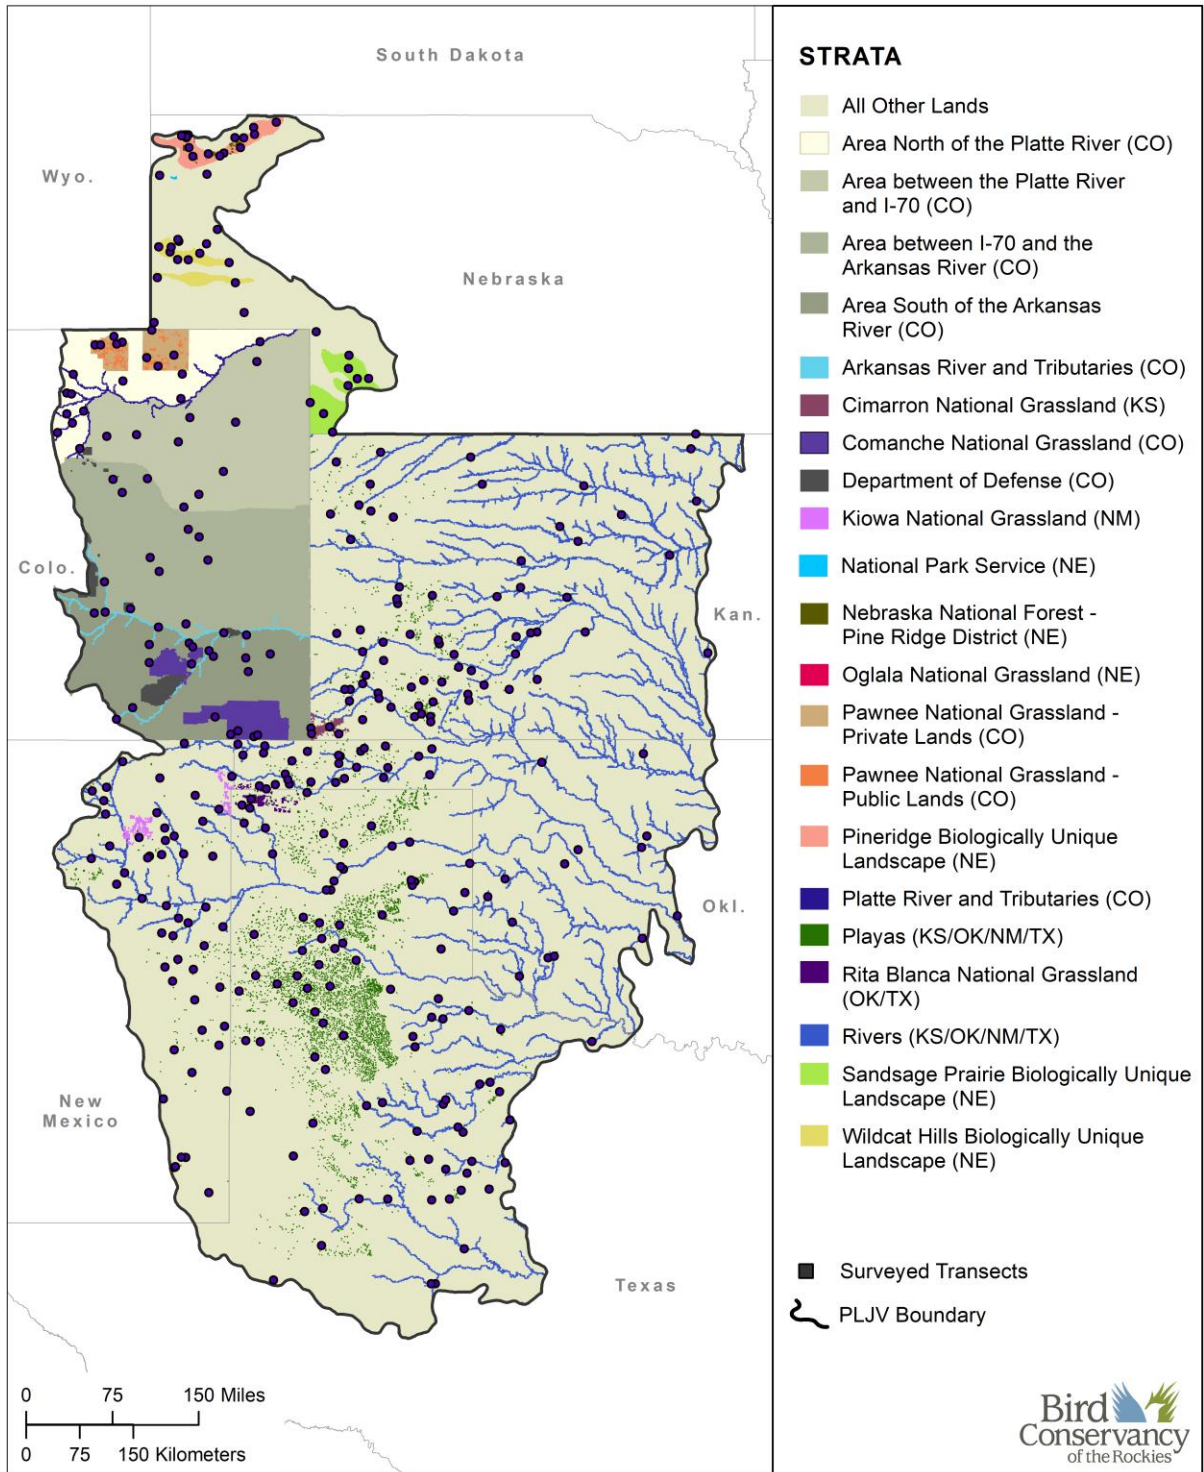 South Dakota
Wyo.
Nebraska
Colo.
Kan.
Okl.
New
Mexico
Texas
0 75 150 Miles
0 75 150 Kilometers
STRATA
All Other Lands
Area North of the Platte River (CO)
Area between the Platte River
and I-70 (CO)
Area between I-70 and the
Arkansas River (CO)
Area South of the Arkansas
River (CO)
Arkansas River and Tributaries (CO)
Cimarron National Grassland (KS)
Comanche National Grassland (CO)
Department of Defense (CO)
Kiowa National Grassland (NM)
National Park Service (NE)
Nebraska National Forest -
Pine Ridge District (NE)
Oglala National Grassland (NE)
Pawnee National Grassland -
Private Lands (CO)
Pawnee National Grassland -
Public Lands (CO)
Pineridge Biologically Unique
Landscape (NE)
Platte River and Tributaries (CO)
Playas (KS/OK/NM/TX)
Rita Blanca National Grassland
(OK/TX)
Rivers (KS/OK/NM/TX)
Sandsage Prairie Biologically Unique
Landscape (NE)
Wildcat Hills Biologically Unique
Landscape (NE)
Surveyed Transects
PLJV Boundary
Bird
Conservancy
of the Rockies